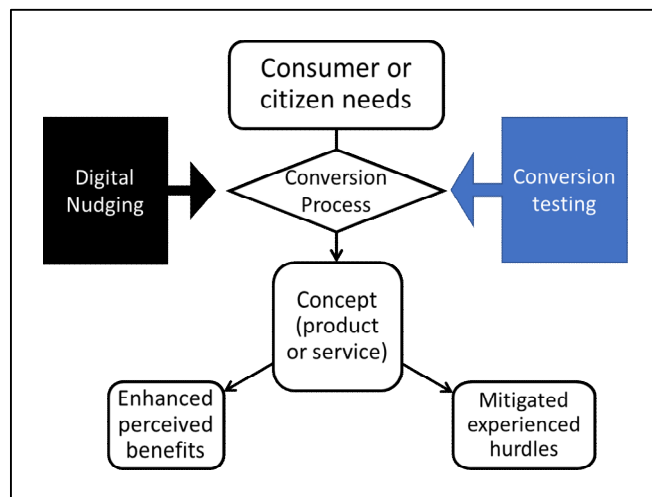 Consumer or
citizen needs
Digital
Nudging
Conversion
Process
Conversion
testing
Concept
(product
or service)
Enhanced
perceived
benefits
Mitigated
experienced
hurdles